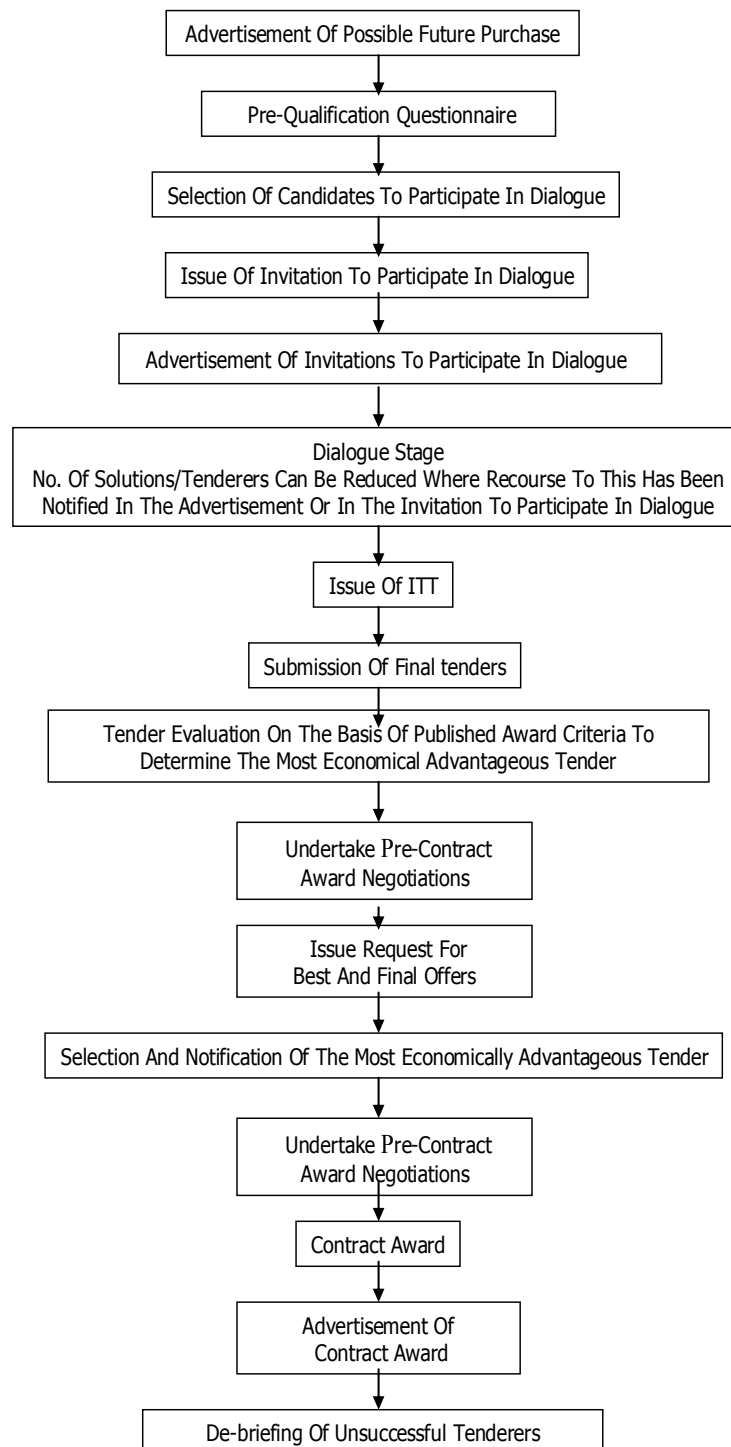 Advertisement Of Possible Future Purchase
Pre-Qualification Questionnaire
Selection Of Candidates To Participate In Dialogue
Issue Of Invitation To Participate In Dialogue
Advertisement Of Invitations To Participate In Dialogue
Dialogue Stage
No. Of Solutions/Tenderers Can Be Reduced Where Recourse To This Has Been
Notified In The Advertisement Or In The Invitation To Participate In Dialogue
Issue Of ITT
Submission Of Final tenders
Tender Evaluation On The Basis Of Published Award Criteria To
Determine The Most Economical Advantageous Tender
Undertake Pre-Contract
Award Negotiations
Issue Request For
Best And Final Offers
Selection And Notification Of The Most Economically Advantageous Tender
Undertake Pre-Contract
Award Negotiations
Contract Award
Advertisement Of
Contract Award
De-briefing Of Unsuccessful Tenderers